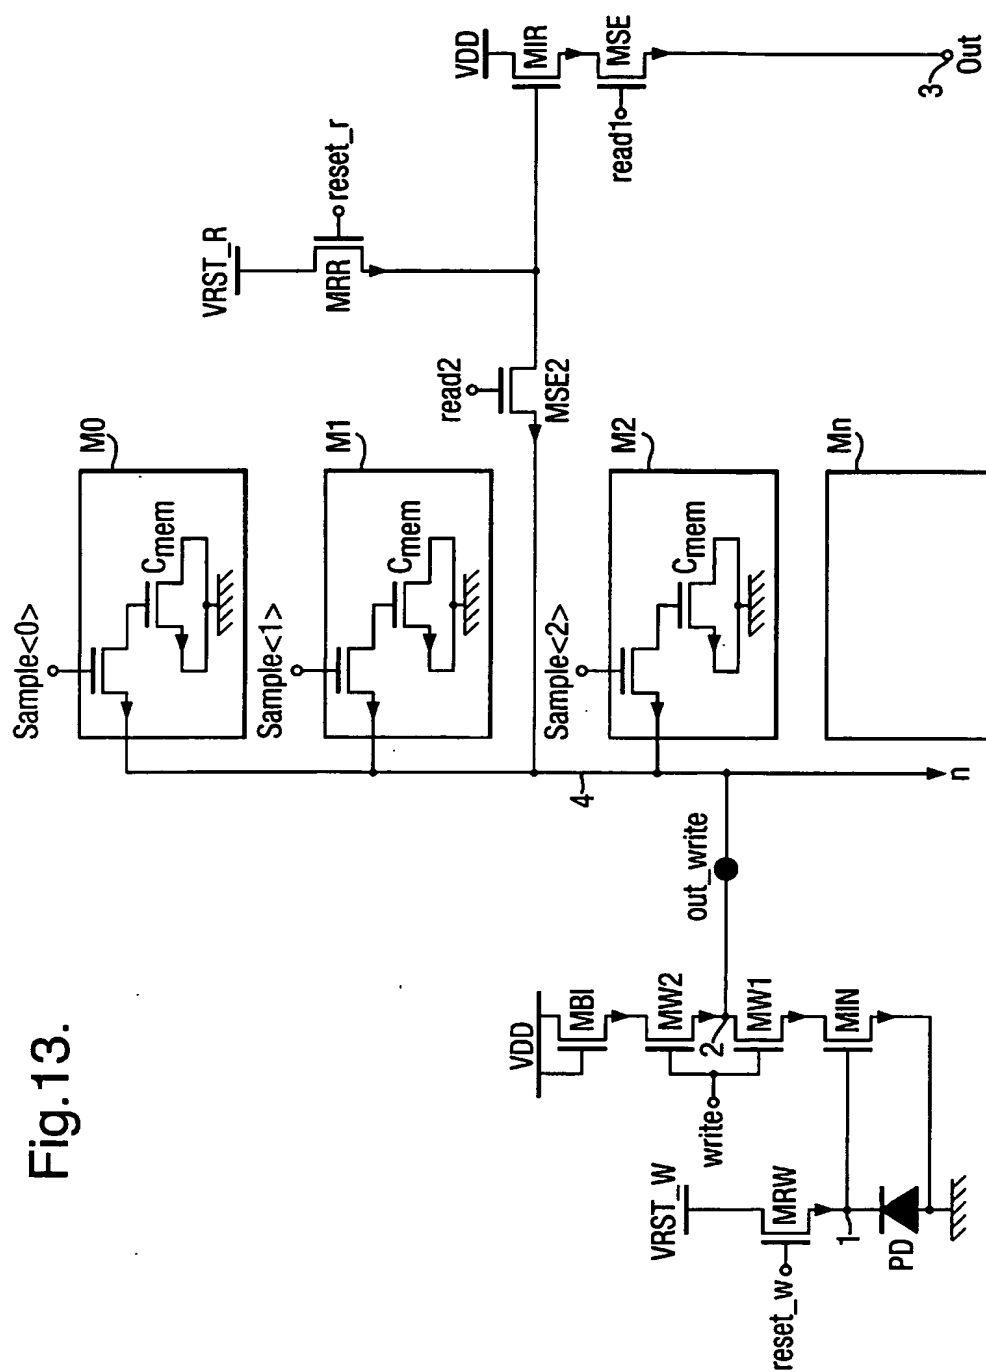 Fig.13.
VRST_W
reset_w
MRW
1
PD
VDD
MBI
MW2
write
2
MW1
MIN
out_write
4
n
Sample<0>
M0
Cmem
Sample<1>
M1
Cmem
Sample<2>
M2
Cmem
Mn
read2
MSE2
VRST_R
MRR
reset_r
VDD
MIR
MSE
read1
3
Out